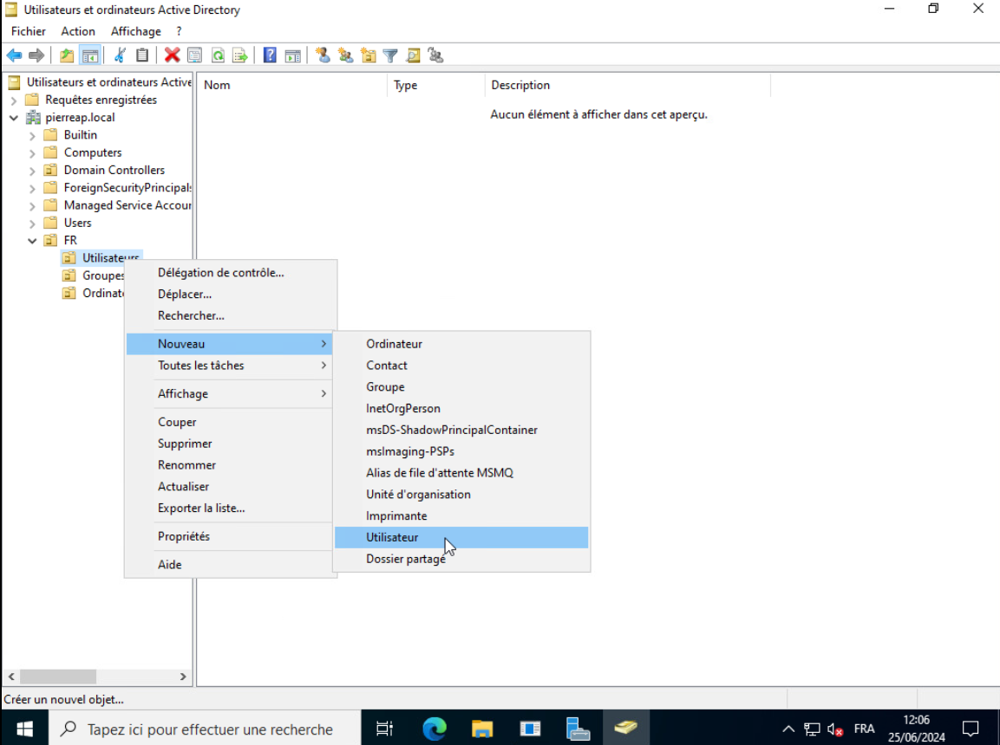 Utilisateurs et ordinateurs Active Directory
Fichier Action Affichage ?
Utilisateurs et ordinateurs Active
Nom Type Description
Requêtes enregistrées
Aucun élément à afficher dans cet aperçu.
pierreap.local
Builtin
Computers
Domain Controllers
ForeignSecurityPrincipals
Managed Service Accour
Users
FR
Utilisateurs
Groupes
Ordinat
Délégation de contrôle...
Déplacer...
Rechercher...
Nouveau
Toutes les tâches
Affichage
Couper
Supprimer
Renommer
Actualiser
Exporter la liste...
Propriétés
Aide
Ordinateur
Contact
Groupe
InetOrgPerson
msDS-ShadowPrincipalContainer
msImaging-PSPs
Alias de file d'attente MSMQ
Unité d'organisation
Imprimante
Utilisateur
Dossier partagé
Créer un nouvel objet...
Tapez ici pour effectuer une recherche
FRA
12:06
25/06/2024